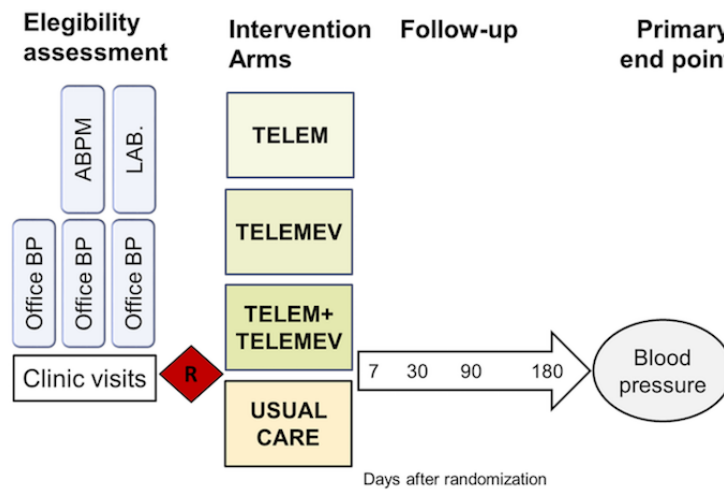 Elegibility
assessment
Intervention
Arms
Follow-up
Primary
end point
ABPM
LAB.
Office BP
Office BP
Office BP
Clinic visits
R
TELEM
TELEMEV
TELEM+
TELEMEV
USUAL
CARE
7 30 90 180
Days after randomization
Blood
pressure